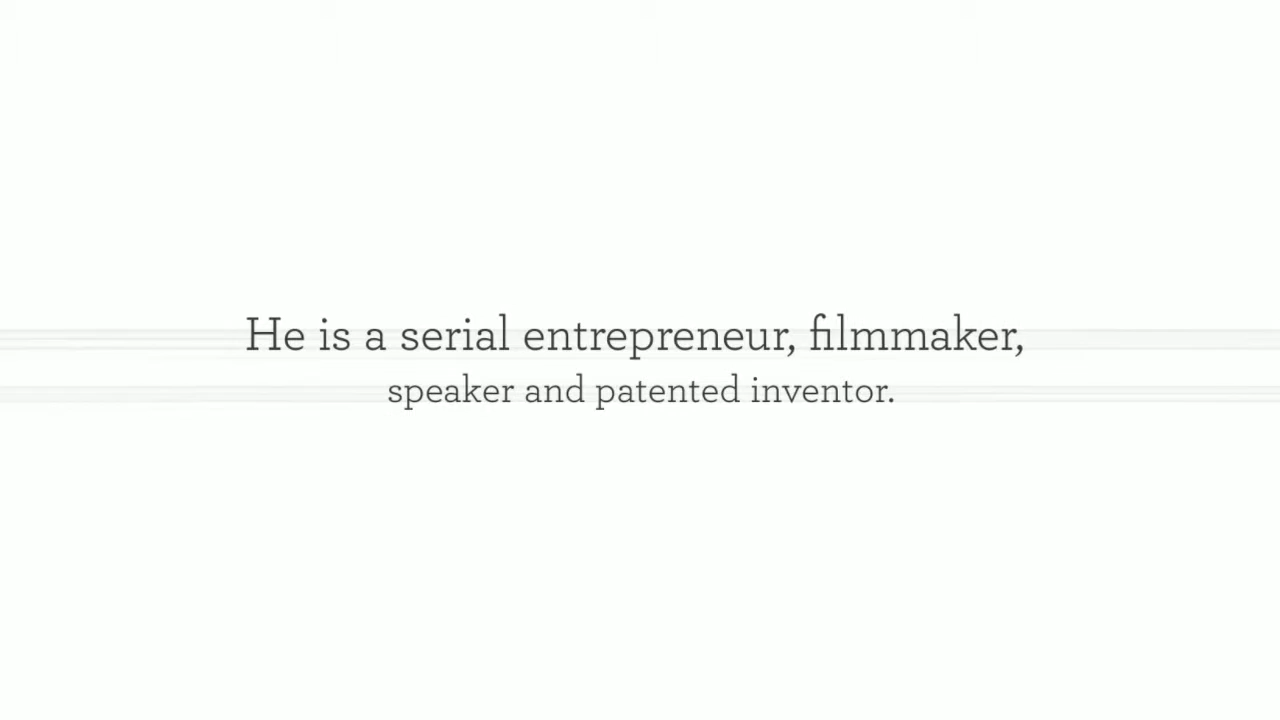 He is a serial entrepreneur, filmmaker,
speaker and patented inventor.